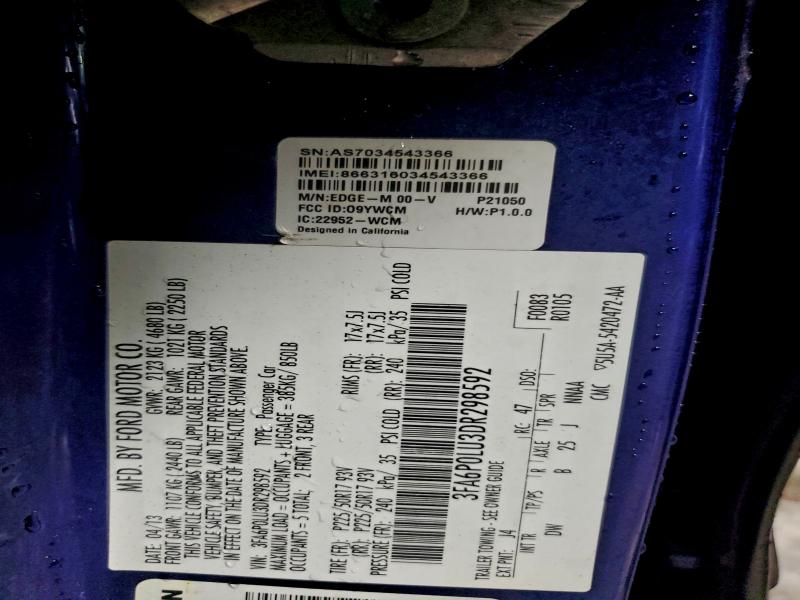 SN:AS7034543366
IMEI:866316034543366
M/N:EDGE-M 00-V P21050
FCC ID:O9YWCM H/W:P1.0.0
IC:22952-WCM
Designed in California
MFD. BY FORD MOTOR CO.
DATE: 04/13 GVWR: 2123 KG ( 4680 LB)
FRONT GAWR: 1107 KG ( 2440 LB) REAR GAWR: 1021 KG ( 2250 LB)
THIS VEHICLE CONFORMS TO ALL APPLICABLE FEDERAL MOTOR
VEHICLE SAFETY, BUMPER, AND THEFT PREVENTION STANDARDS
IN EFFECT ON THE DATE OF MANUFACTURE SHOWN ABOVE.
VIN: 3FA6P0LU3DR298592 TYPE: Passenger Car
MAXIMUM LOAD = OCCUPANTS + LUGGAGE = 385KG/ 850LB
OCCUPANTS = 5 TOTAL; 2 FRONT, 3 REAR
TIRE (FR): P225/50R17 93V RIMS (FR): 17x7.5J
(RR): P225/50R17 93V (RR): 17x7.5J
PRESSURE (FR): 240 kPa/ 35 PSI COLD (RR): 240 kPa/ 35 PSI COLD
3FA6P0LU3DR298592
TRAILER TOWING - SEE OWNER GUIDE F0083
R0105
EXT PNT: J4 RC: 47 DSO:
INT TR TP/PS R AXLE TR SPR
DW B 25 J NNAA
CMC 5U5A-5420472-AA
N